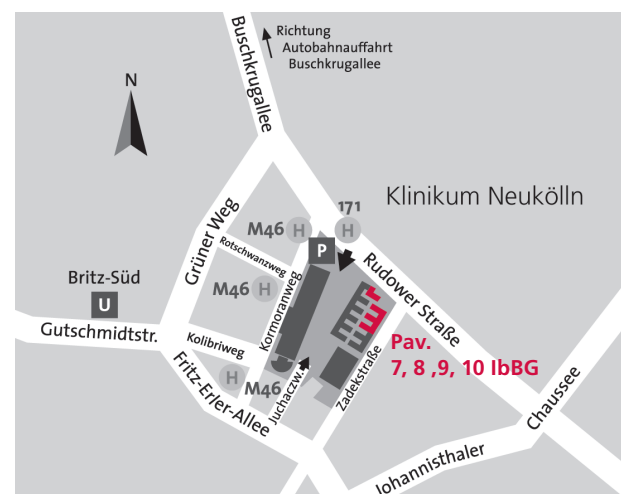 Buschkrugallee
Richtung
Autobahnauffahrt
Buschkrugallee
N
Klinikum Neukölln
171
H
M46 H
P
Grüner Weg
Rotschwanzweg
Rudower Straße
Britz-Süd
U
M46 H
Kormoranweg
Gutschmidtstr.
Kolibriweg
Pav.
7, 8 ,9, 10 IbBG
H
M46
Juchaczw.
Zadekstraße
Fritz-Erler-Allee
Chaussee
Johannisthaler